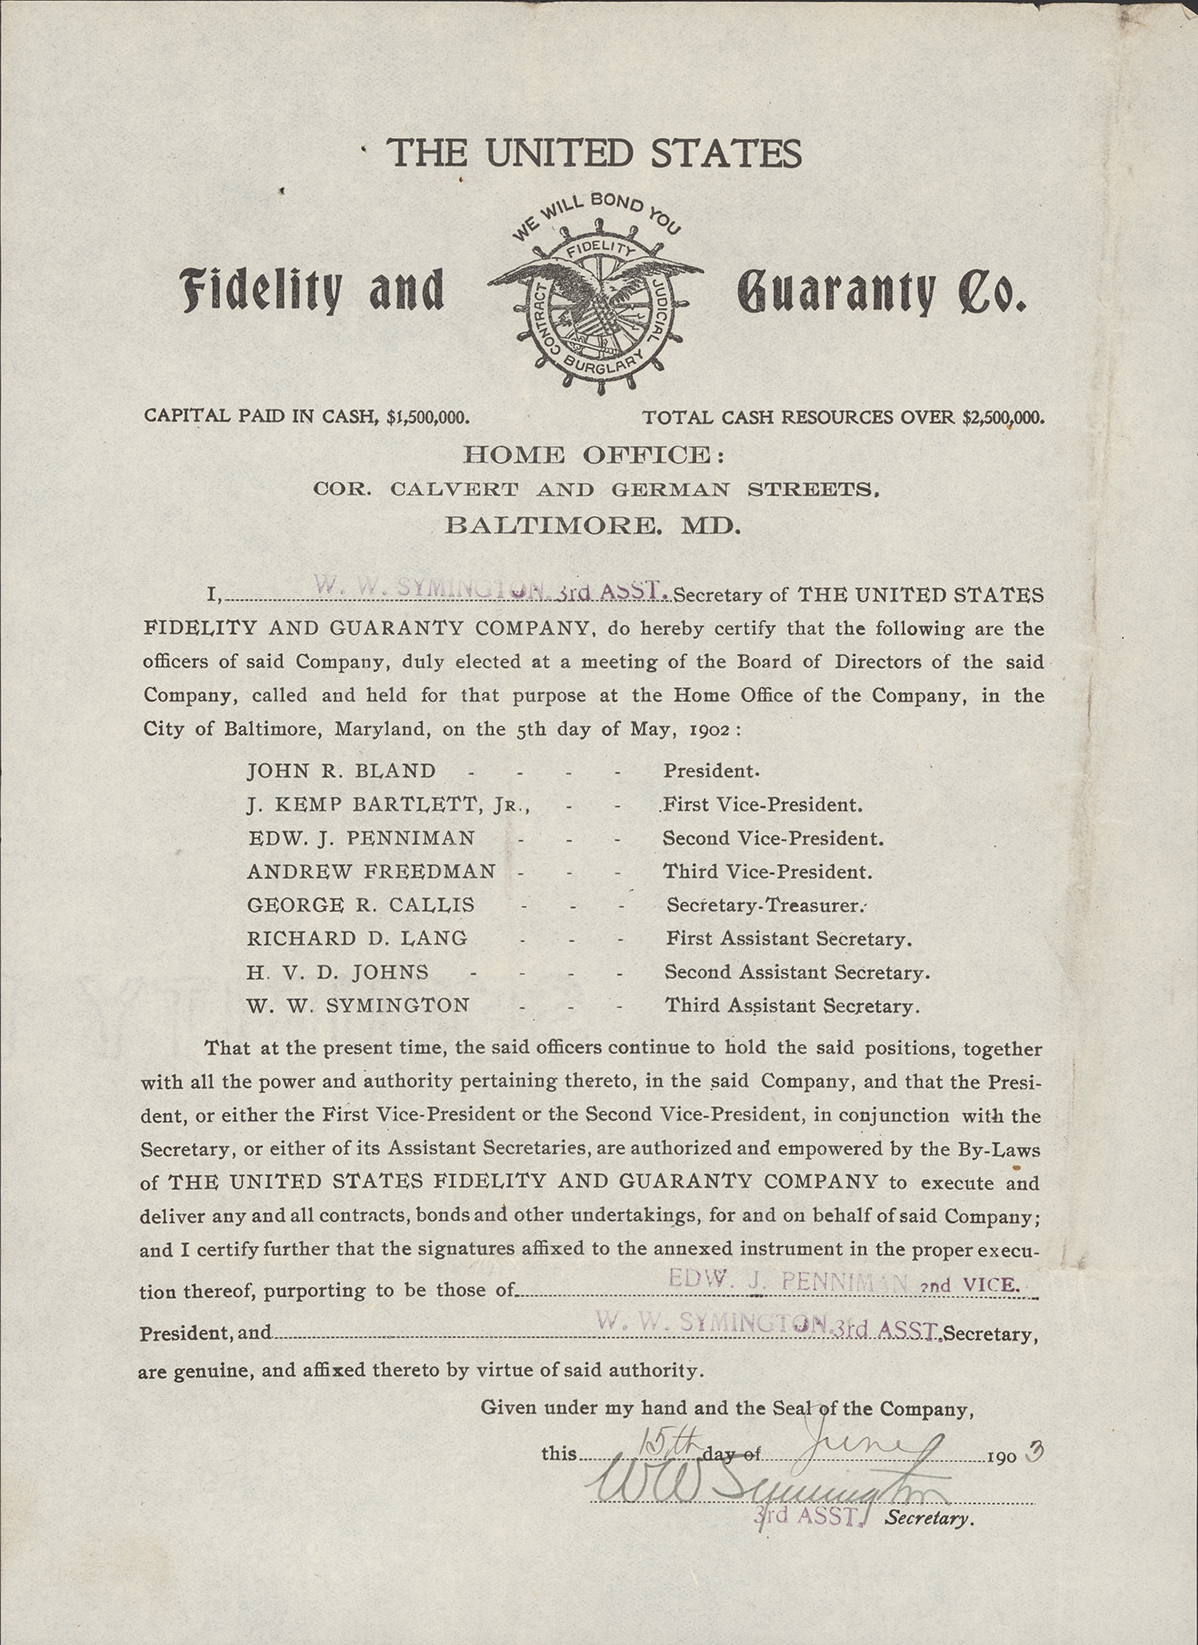 THE UNITED STATES
WE WILL BOND YOU
FIDELITY
JUDICIAL
BURGLARY
CONTRACT
Fidelity and Guaranty Co.
CAPITAL PAID IN CASH, $1,500,000. TOTAL CASH RESOURCES OVER $2,500,000.
HOME OFFICE:
COR. CALVERT AND GERMAN STREETS,
BALTIMORE, MD.
I, W. W. SYMINGTON. 3rd ASST. Secretary of THE UNITED STATES
FIDELITY AND GUARANTY COMPANY, do hereby certify that the following are the
officers of said Company, duly elected at a meeting of the Board of Directors of the said
Company, called and held for that purpose at the Home Office of the Company, in the
City of Baltimore, Maryland, on the 5th day of May, 1902:
JOHN R. BLAND - - - - President.
J. KEMP BARTLETT, JR., - - First Vice-President.
EDW. J. PENNIMAN - - - Second Vice-President.
ANDREW FREEDMAN - - - Third Vice-President.
GEORGE R. CALLIS - - - Secretary-Treasurer.
RICHARD D. LANG - - - First Assistant Secretary.
H. V. D. JOHNS - - - - Second Assistant Secretary.
W. W. SYMINGTON - - - Third Assistant Secretary.
That at the present time, the said officers continue to hold the said positions, together
with all the power and authority pertaining thereto, in the said Company, and that the Presi-
dent, or either the First Vice-President or the Second Vice-President, in conjunction with the
Secretary, or either of its Assistant Secretaries, are authorized and empowered by the By-Laws
of THE UNITED STATES FIDELITY AND GUARANTY COMPANY to execute and
deliver any and all contracts, bonds and other undertakings, for and on behalf of said Company;
and I certify further that the signatures affixed to the annexed instrument in the proper execu-
tion thereof, purporting to be those of EDW. J. PENNIMAN 2nd VICE.
President, and W. W. SYMINGTON. 3rd ASST. Secretary,
are genuine, and affixed thereto by virtue of said authority.
Given under my hand and the Seal of the Company,
this 15th day of June 1903
W W Symington
3rd ASST. Secretary.